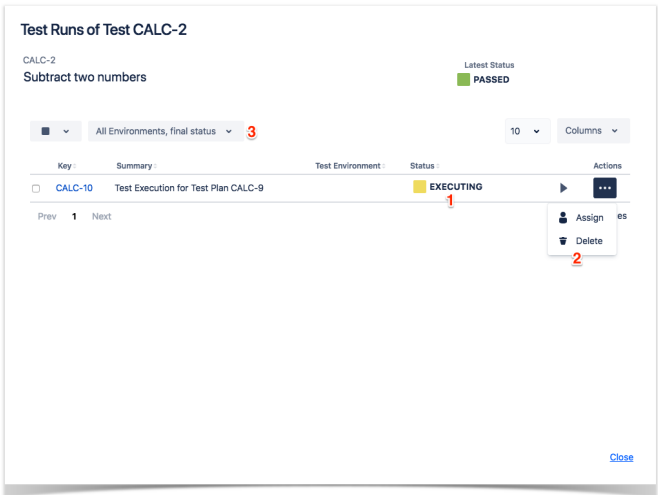 Test Runs of Test CALC-2
CALC-2
Subtract two numbers
Latest Status
PASSED
All Environments, final status 3
10 Columns
Key Summary Test Environment Status Actions
CALC-10 Test Execution for Test Plan CALC-9 EXECUTING
1
Prev 1 Next
Assign
Delete
2
Close